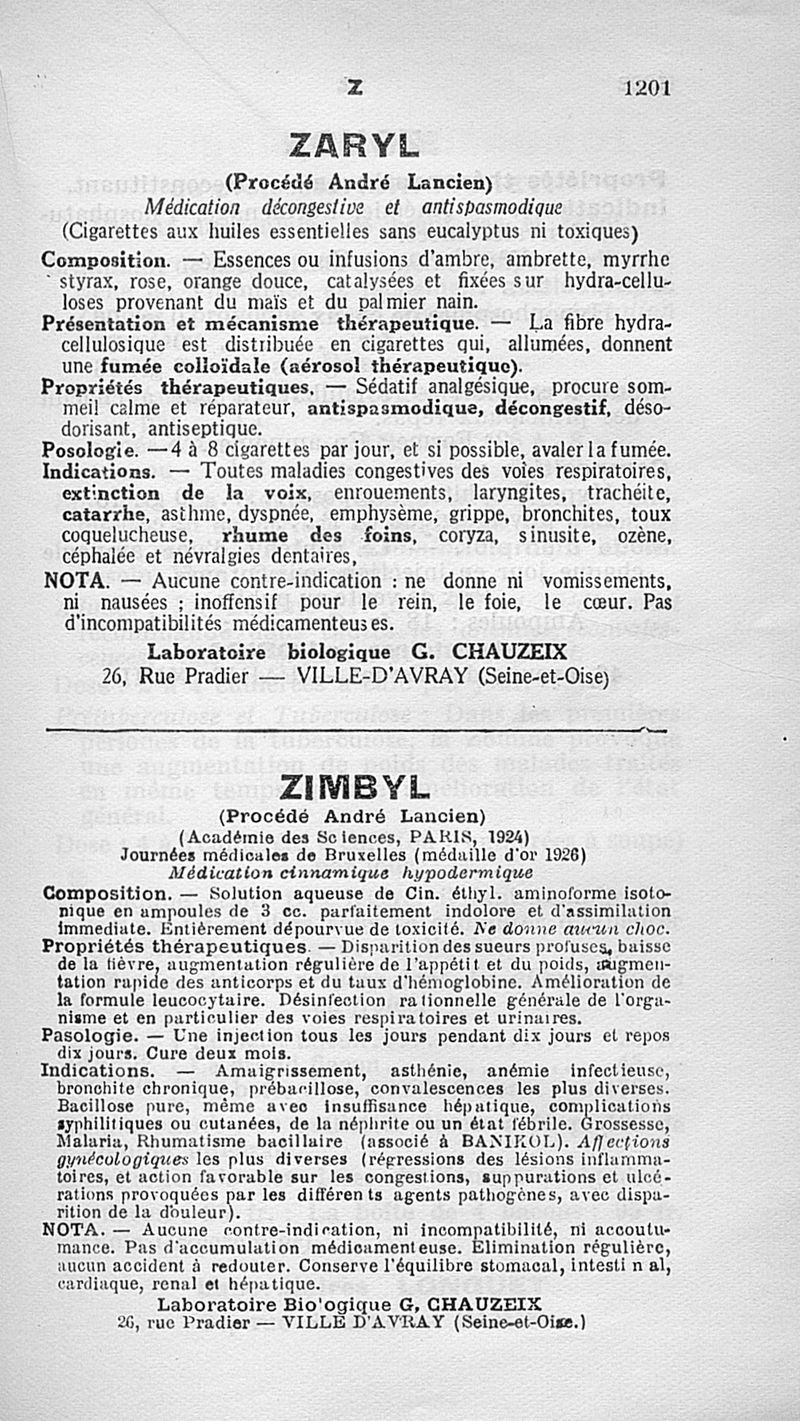 Z 1201
ZARYL
(Procédé André Lancien)
Médication décongestive et antispasmodique
(Cigarettes aux huiles essentielles sans eucalyptus ni toxiques)
Composition. — Essences ou infusions d'ambre, ambrette, myrrhe
styrax, rose, orange douce, catalysées et fixées sur hydra-cellu-
loses provenant du maïs et du palmier nain.
Présentation et mécanisme thérapeutique. — La fibre hydra-
cellulosique est distribuée en cigarettes qui, allumées, donnent
une fumée colloïdale (aérosol thérapeutique).
Propriétés thérapeutiques. — Sédatif analgésique, procure som-
meil calme et réparateur, antispasmodique, décongestif, déso-
dorisant, antiseptique.
Posologie. — 4 à 8 cigarettes par jour, et si possible, avaler la fumée.
Indications. — Toutes maladies congestives des voies respiratoires,
extinction de la voix, enrouements, laryngites, trachéite,
catarrhe, asthme, dyspnée, emphysème, grippe, bronchites, toux
coquelucheuse, rhume des foins, coryza, sinusite, ozène,
céphalée et névralgies dentaires,
NOTA. — Aucune contre-indication : ne donne ni vomissements,
ni nausées ; inoffensif pour le rein, le foie, le cœur. Pas
d'incompatibilités médicamenteuses.
Laboratoire biologique G. CHAUZEIX
26, Rue Pradier — VILLE-D'AVRAY (Seine-et-Oise)
ZIMBYL
(Procédé André Lancien)
(Académie des Sciences, PARIS, 1924)
Journées médicales de Bruxelles (médaille d'or 1926)
Médication cinnamique hypodermique
Composition. — Solution aqueuse de Cin. éthyl. aminoforme isoto-
nique en ampoules de 3 cc. parfaitement indolore et d'assimilation
immediate. Entièrement dépourvue de toxicité. Ne donne aucun choc.
Propriétés thérapeutiques. — Disparition des sueurs profuses, baisse
de la fièvre, augmentation régulière de l'appétit et du poids, augmen-
tation rapide des anticorps et du taux d'hémoglobine. Amélioration de
la formule leucocytaire. Désinfection rationnelle générale de l'orga-
nisme et en particulier des voies respiratoires et urinaires.
Pasologie. — Une injection tous les jours pendant dix jours et repos
dix jours. Cure deux mois.
Indications. — Amaigrissement, asthénie, anémie infectieuse,
bronchite chronique, prébacillose, convalescences les plus diverses.
Bacillose pure, même avec insuffisance hépatique, complications
syphilitiques ou cutanées, de la néphrite ou un état fébrile. Grossesse,
Malaria, Rhumatisme bacillaire (associé à BANIKOL). Affections
gynécologiques les plus diverses (régressions des lésions inflamma-
toires, et action favorable sur les congestions, suppurations et ulcé-
rations provoquées par les différents agents pathogènes, avec dispa-
rition de la douleur).
NOTA. — Aucune contre-indication, ni incompatibilité, ni accoutu-
mance. Pas d'accumulation médicamenteuse. Elimination régulière,
aucun accident à redouter. Conserve l'équilibre stomacal, intestinal,
cardiaque, renal et hépatique.
Laboratoire Bio'ogique G, CHAUZEIX
26, rue Pradier — VILLE D'AVRAY (Seine-et-Oise.)